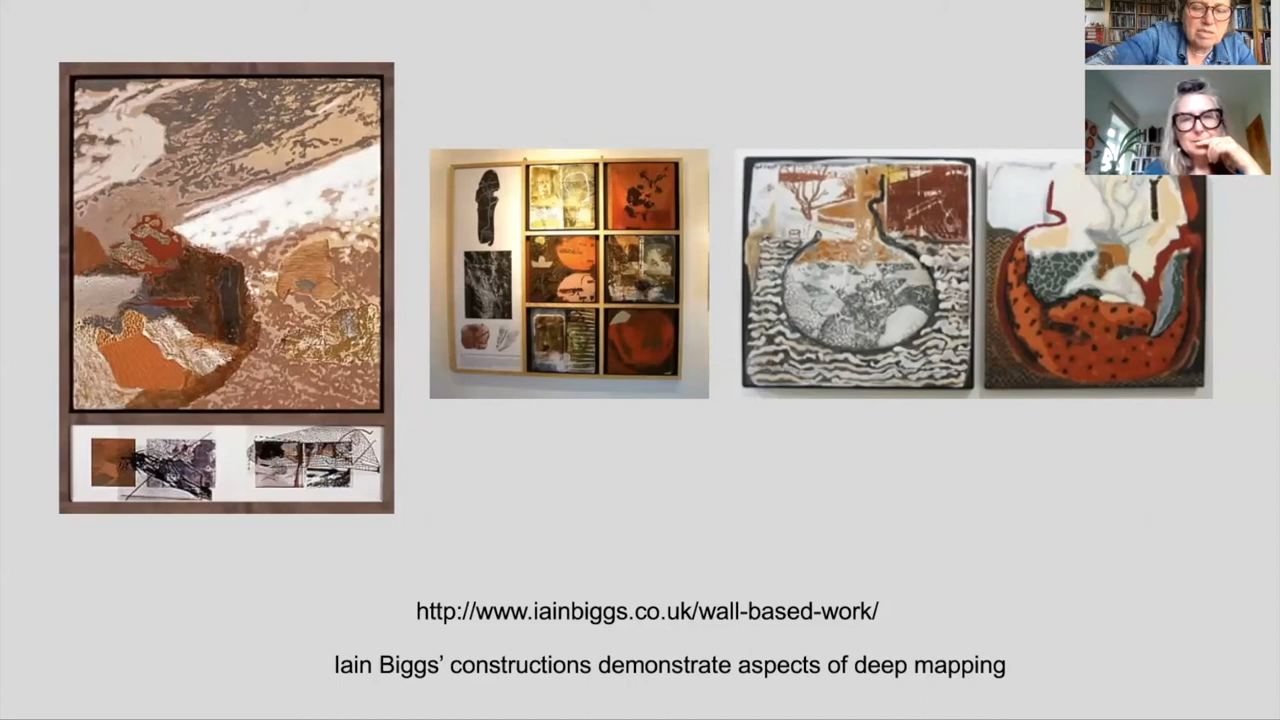 http://www.iainbiggs.co.uk/wall-based-work/
Iain Biggs’ constructions demonstrate aspects of deep mapping